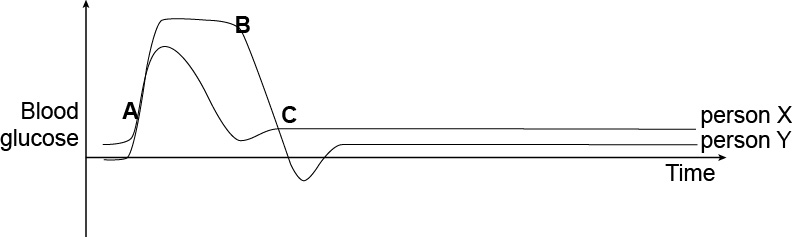 B
A
C
Blood
glucose
person X
person Y
Time